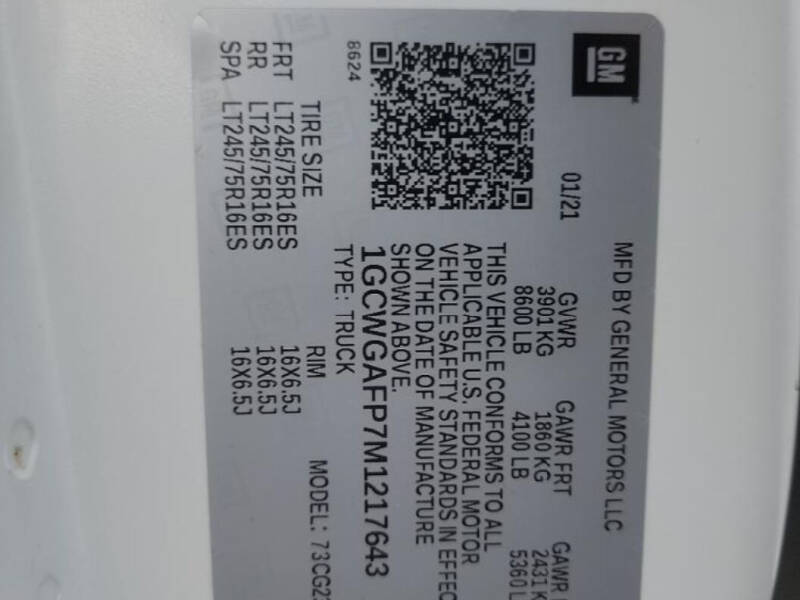 GM
MFD BY GENERAL MOTORS LLC
01/21
GVWR GAWR FRT GAWR
3901 KG 1860 KG 2431
8600 LB 4100 LB 5360 L
THIS VEHICLE CONFORMS TO ALL
APPLICABLE U.S. FEDERAL MOTOR
VEHICLE SAFETY STANDARDS IN EFFEC
ON THE DATE OF MANUFACTURE
SHOWN ABOVE.
1GCWGAFP7M1217643
TYPE: TRUCK
8624
TIRE SIZE RIM MODEL: 73CG2
FRT LT245/75R16ES 16X6.5J
RR LT245/75R16ES 16X6.5J
SPA LT245/75R16ES 16X6.5J